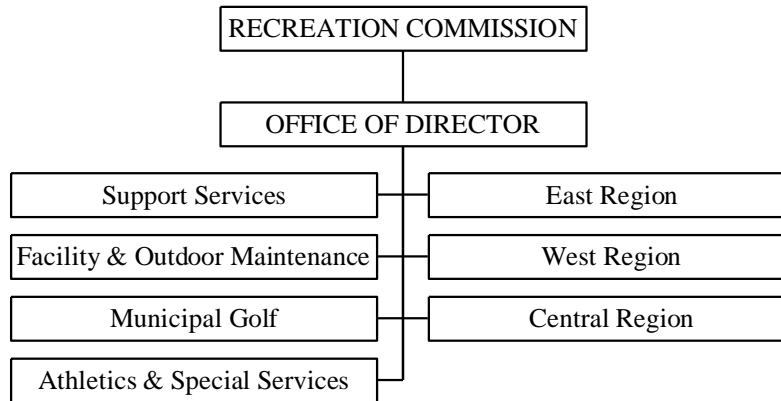 RECREATION COMMISSION
OFFICE OF DIRECTOR
Support Services
East Region
Facility & Outdoor Maintenance
West Region
Municipal Golf
Central Region
Athletics & Special Services